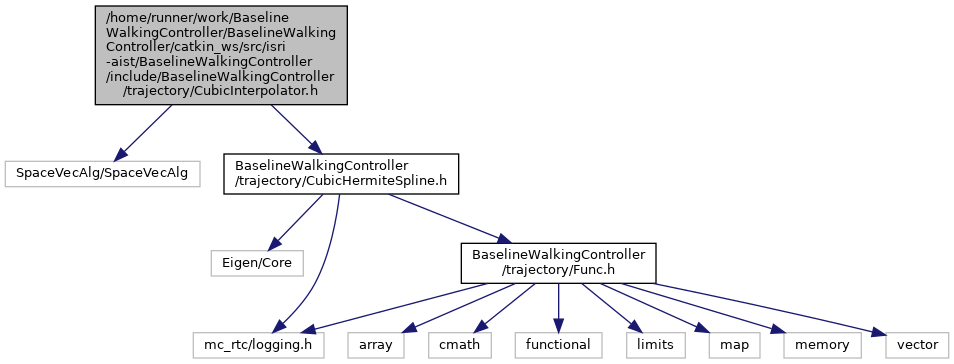 /home/runner/work/Baseline
WalkingController/BaselineWalking
Controller/catkin_ws/src/isri
-aist/BaselineWalkingController
/include/BaselineWalkingController
/trajectory/CubicInterpolator.h
SpaceVecAlg/SpaceVecAlg
BaselineWalkingController
/trajectory/CubicHermiteSpline.h
Eigen/Core
BaselineWalkingController
/trajectory/Func.h
mc_rtc/logging.h
array
cmath
functional
limits
map
memory
vector